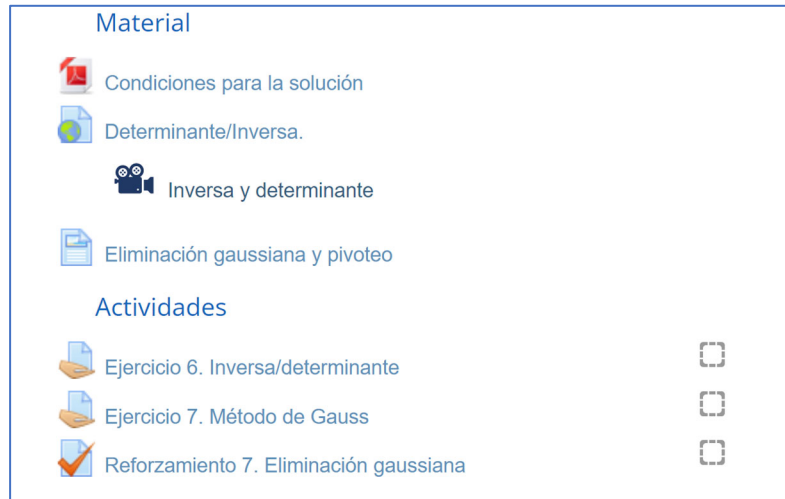 Material
Condiciones para la solución
Determinante/Inversa.
Inversa y determinante
Eliminación gaussiana y pivoteo
Actividades
Ejercicio 6. Inversa/determinante
Ejercicio 7. Método de Gauss
Reforzamiento 7. Eliminación gaussiana